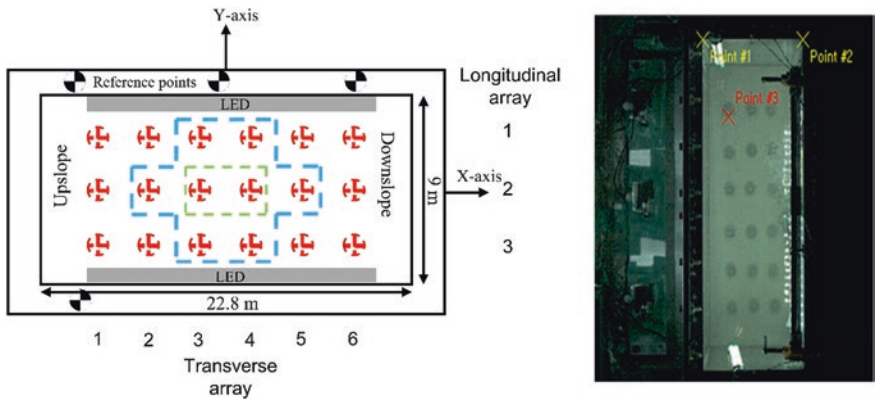 Y-axis
Reference points
Longitudinal
array
LED
1
Upslope
Downslope
9 m
X-axis
2
3
LED
22.8 m
1 2 3 4 5 6
Transverse
array
Point #1
Point #2
Point #3